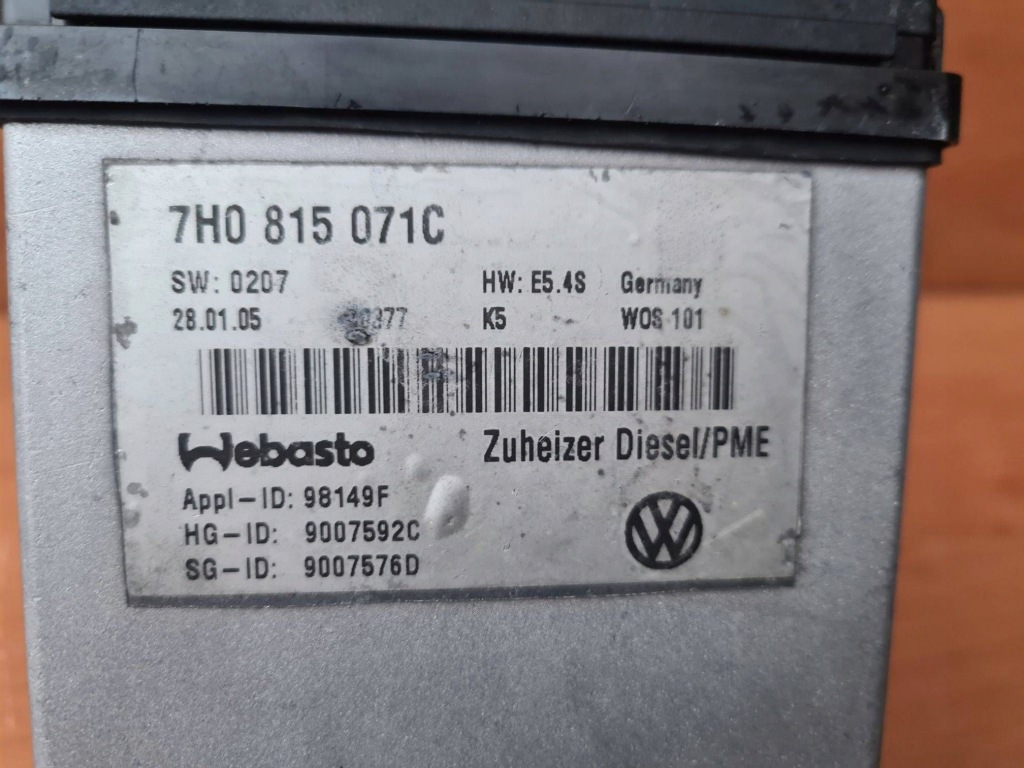 7H0 815 071C
SW: 0207 HW: E5.4S Germany
28.01.05 K5 WOS 101
Webasto Zuheizer Diesel/PME
Appl-ID: 98149F
HG-ID: 9007592C
SG-ID: 9007576D